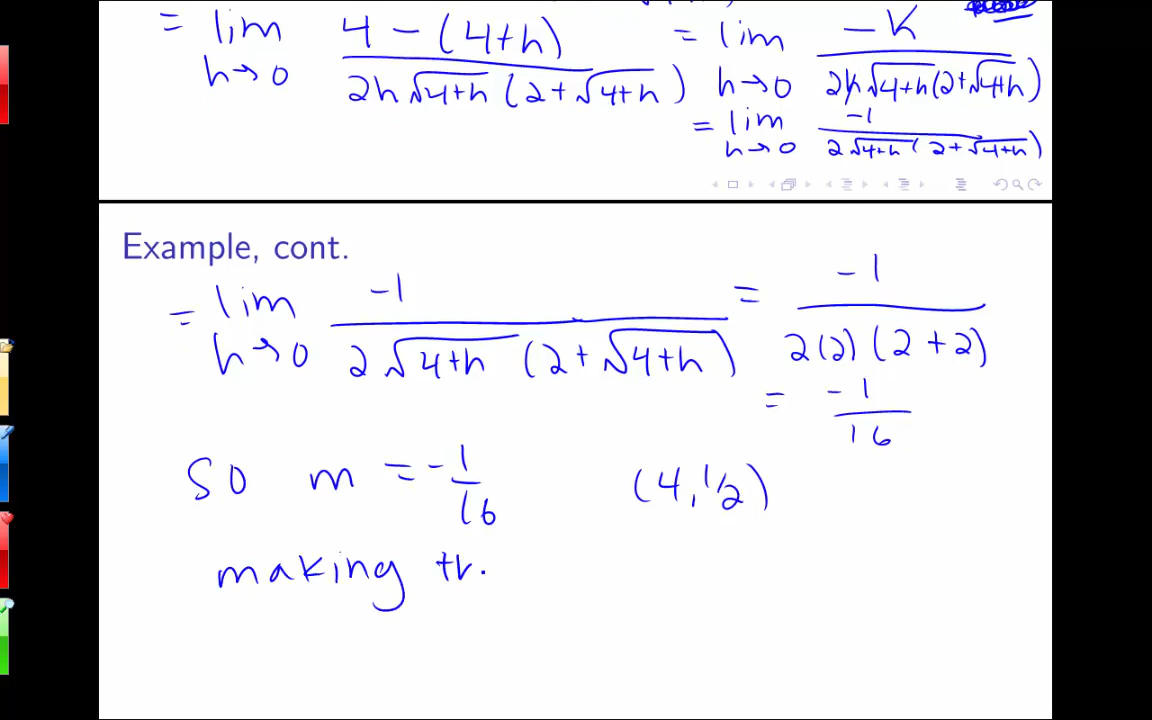 = lim h→0 4 - (4+h) / 2h√4+h (2+√4+h)
= lim h→0 -h / 2h√4+h (2+√4+h)
= lim h→0 -1 / 2√4+h (2+√4+h)
Example, cont.
= lim h→0 -1 / 2√4+h (2+√4+h) = -1 / 2(2) (2+2)
= -1 / 16
So m = -1/16 (4, 1/2)
making tr.